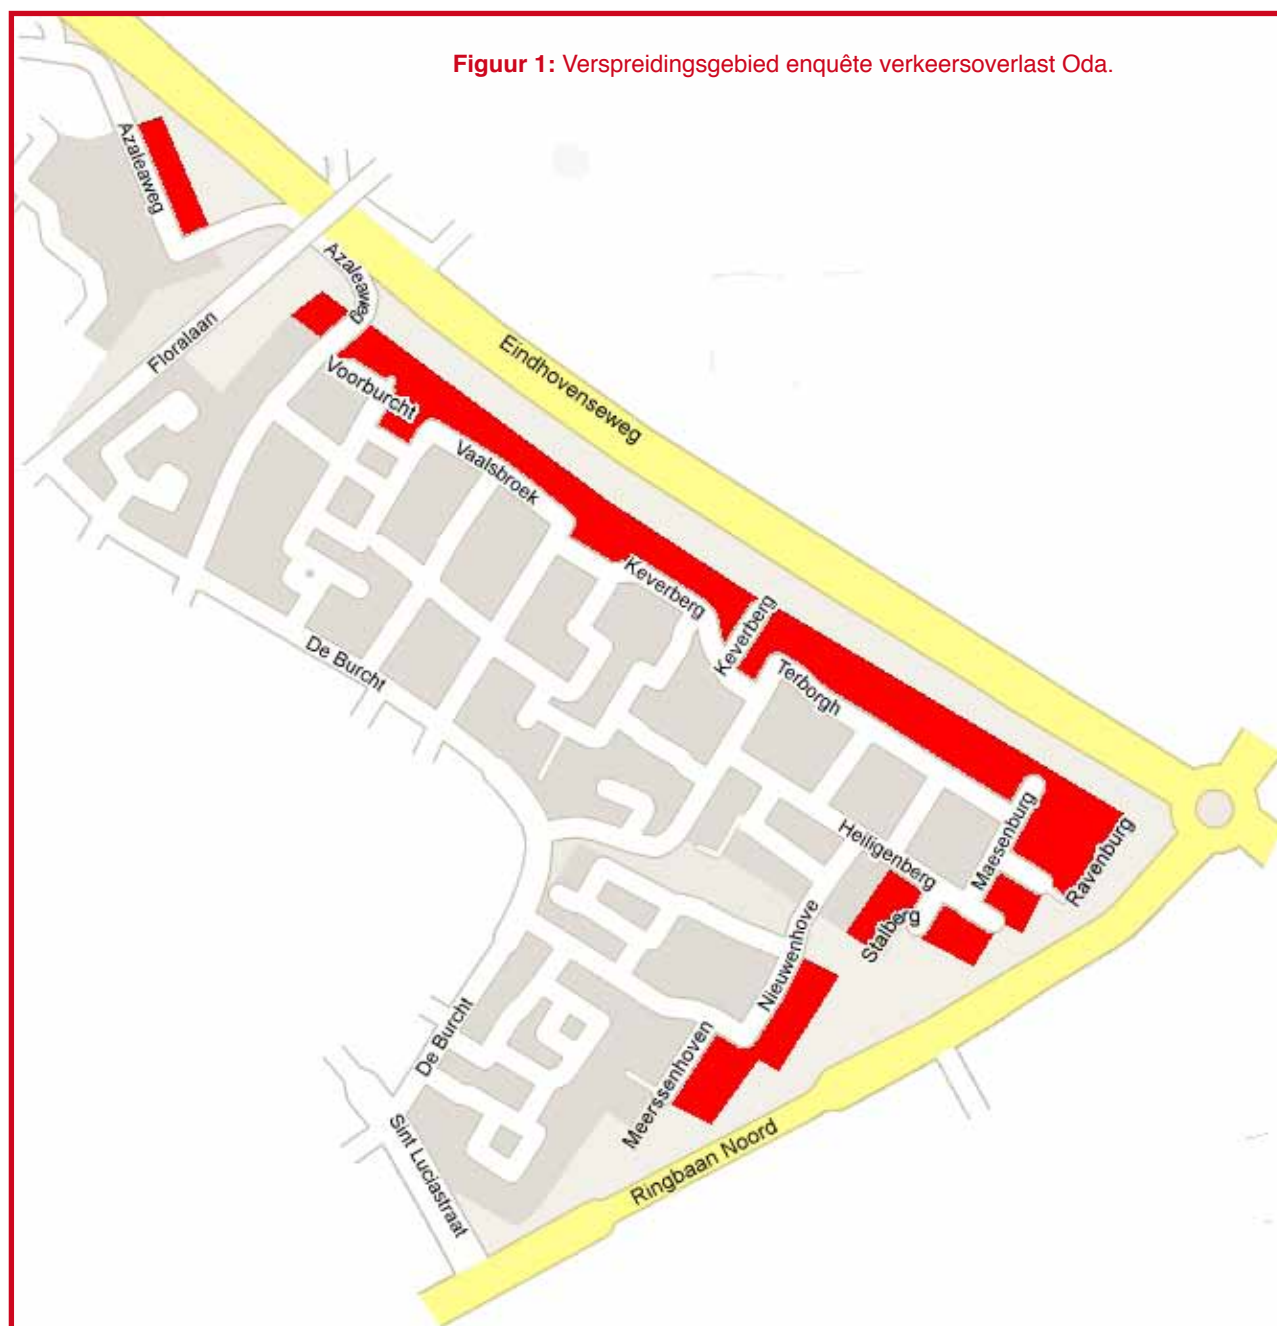 Figuur 1: Verspreidingsgebied enquête verkeersoverlast Oda.
Azaleaweg
Azaleaweg
Floralaan
Voorburcht
Eindhovenseweg
Vaalsbroek
Keverberg
Keverberg
De Burcht
Terborgh
Maesenburg
Heiligenberg
Ravenburg
Stalberg
Nieuwenhove
De Burcht
Meerssenhoven
Sint Luciastraat
Ringbaan Noord